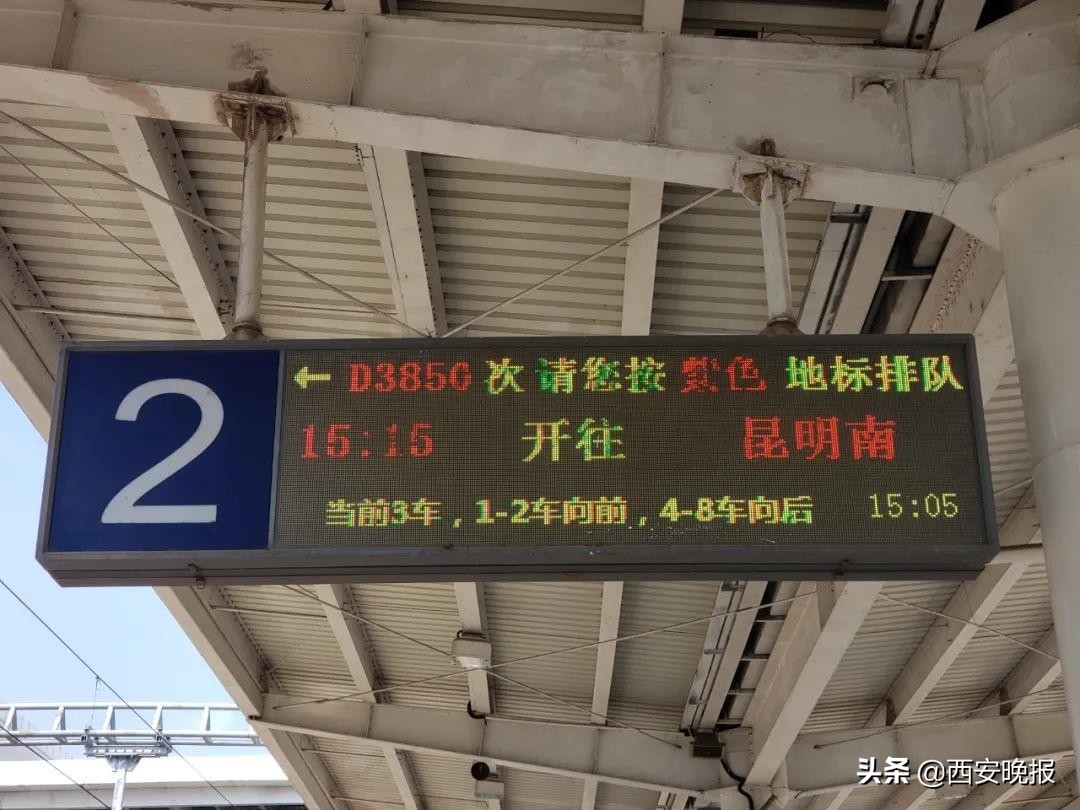 2
← D3850 次 请您按 紫色 地标排队
15:15 开往 昆明南
当前3车，1-2车向前，4-8车向后 15:05
头条 @西安晚报